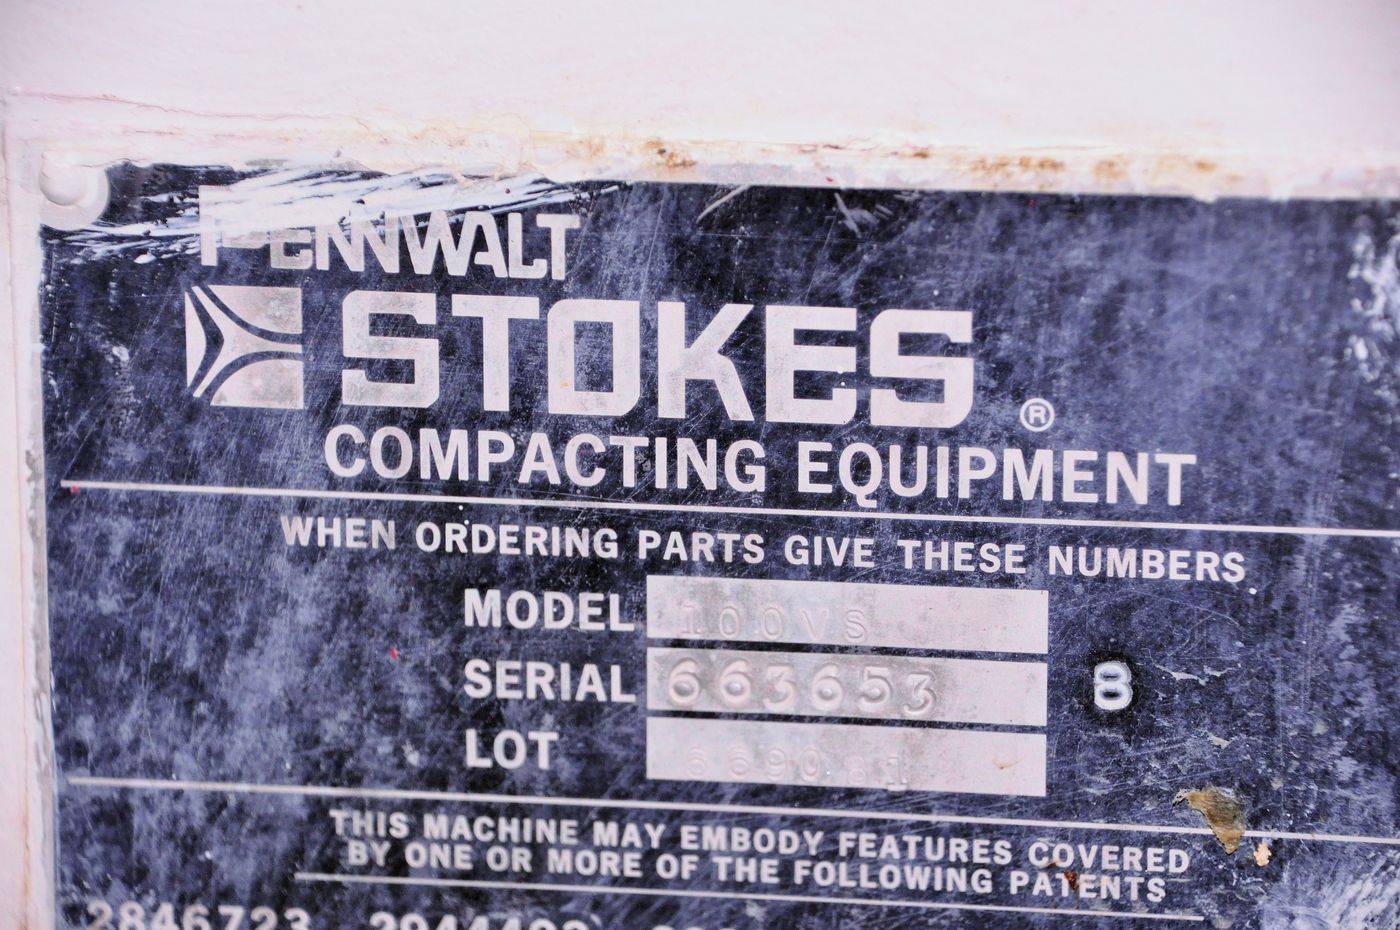 PENNWALT
STOKES ®
COMPACTING EQUIPMENT
WHEN ORDERING PARTS GIVE THESE NUMBERS
MODEL 100VS
SERIAL 663653 8
LOT
THIS MACHINE MAY EMBODY FEATURES COVERED
BY ONE OR MORE OF THE FOLLOWING PATENTS
2846723